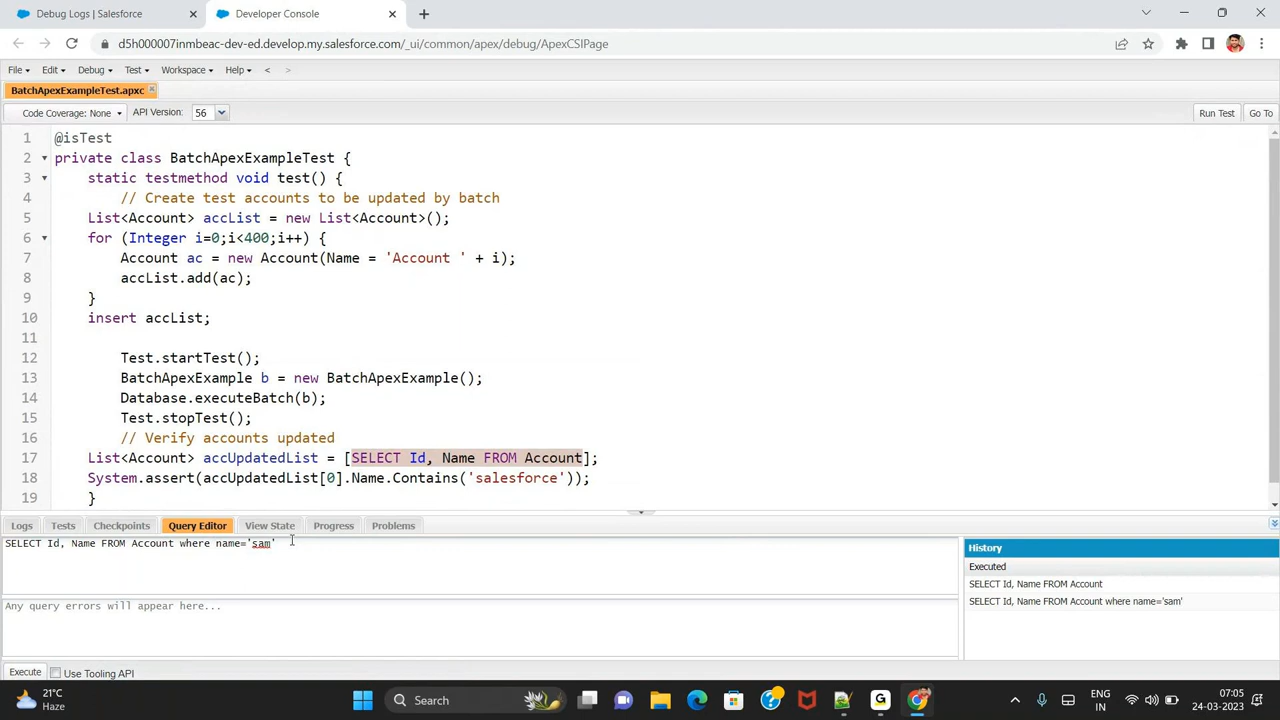 Debug Logs | Salesforce
Developer Console
d5h000007inmbeac-dev-ed.develop.my.salesforce.com/_ui/common/apex/debug/ApexCSIPage
File Edit Debug Test Workspace Help < >
BatchApexExampleTest.apxc
Code Coverage: None API Version: 56 Run Test Go To
1 @isTest
2 private class BatchApexExampleTest {
3 static testmethod void test() {
4 // Create test accounts to be updated by batch
5 List<Account> accList = new List<Account>();
6 for (Integer i=0;i<400;i++) {
7 Account ac = new Account(Name = 'Account ' + i);
8 accList.add(ac);
9 }
10 insert accList;
11
12 Test.startTest();
13 BatchApexExample b = new BatchApexExample();
14 Database.executeBatch(b);
15 Test.stopTest();
16 // Verify accounts updated
17 List<Account> accUpdatedList = [SELECT Id, Name FROM Account];
18 System.assert(accUpdatedList[0].Name.Contains('salesforce'));
19 }
Logs Tests Checkpoints Query Editor View State Progress Problems
SELECT Id, Name FROM Account where name='sam'
Any query errors will appear here...
History
Executed
SELECT Id, Name FROM Account
SELECT Id, Name FROM Account where name='sam'
Execute Use Tooling API
21°C
Haze
Search
ENG
IN
07:05
24-03-2023